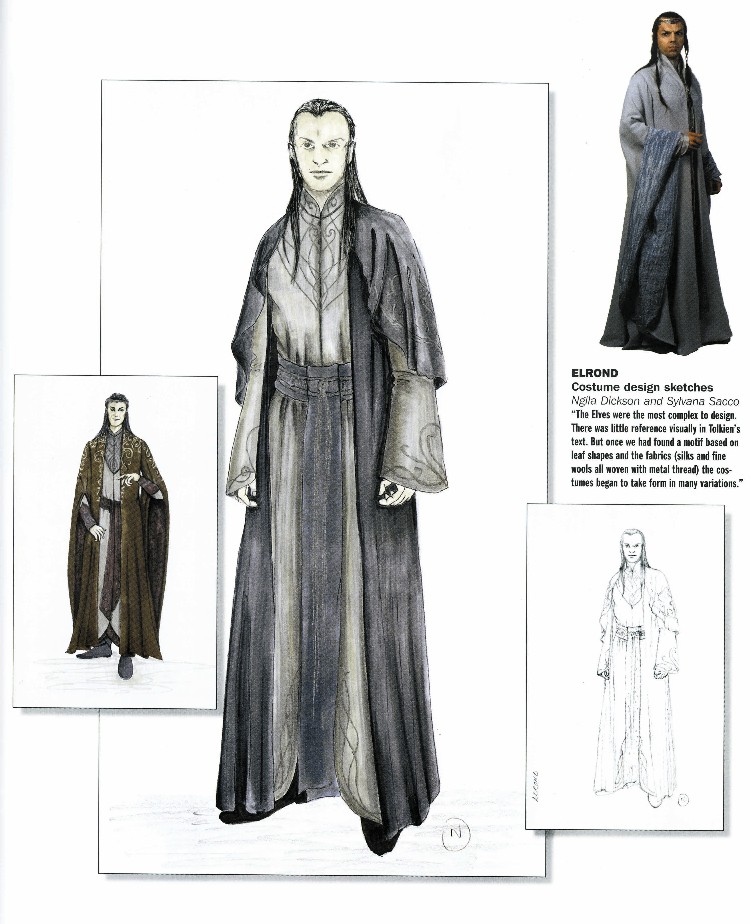 ELROND
Costume design sketches
Ngila Dickson and Sylvana Sacco
"The Elves were the most complex to design.
There was little reference visually in Tolkien's
text. But once we had found a motif based on
leaf shapes and the fabrics (silks and fine
wools all woven with metal thread) the cos-
tumes began to take form in many variations."